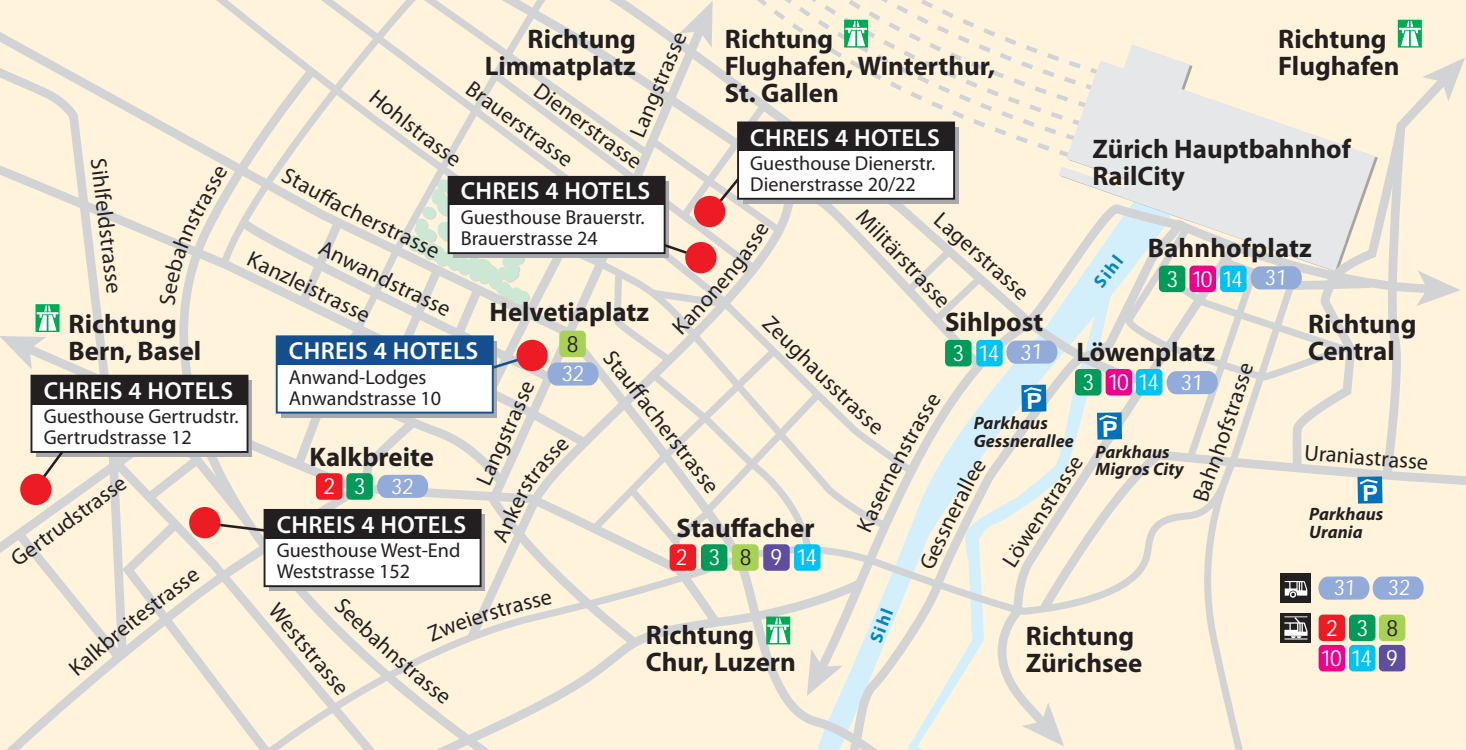 Richtung
Limmatplatz
Richtung
Flughafen, Winterthur,
St. Gallen
Richtung
Flughafen
Langstrasse
Dienerstrasse
Brauerstrasse
Hohlstrasse
CHREIS 4 HOTELS
Guesthouse Dienerstr.
Dienerstrasse 20/22
Zürich Hauptbahnhof
RailCity
Sihlfeldstrasse
Seebahnstrasse
Stauffacherstrasse
CHREIS 4 HOTELS
Guesthouse Brauerstr.
Brauerstrasse 24
Anwandstrasse
Kanzleistrasse
Kanonengasse
Militärstrasse
Lagerstrasse
Sihl
Bahnhofplatz
3 10 14 31
Richtung
Bern, Basel
Helvetiaplatz
8
32
CHREIS 4 HOTELS
Anwand-Lodges
Anwandstrasse 10
Stauffacherstrasse
Zeughausstrasse
Sihlpost
3 14 31
Löwenplatz
3 10 14 31
Richtung
Central
CHREIS 4 HOTELS
Guesthouse Gertrudstr.
Gertrudstrasse 12
P
Parkhaus
Gessnerallee
P
Parkhaus
Migros City
Bahnhofstrasse
Uraniastrasse
P
Parkhaus
Urania
Kalkbreite
2 3 32
Langstrasse
Ankerstrasse
Kasernenstrasse
Gessnerallee
Löwenstrasse
Gertrudstrasse
CHREIS 4 HOTELS
Guesthouse West-End
Weststrasse 152
Stauffacher
2 3 8 9 14
Kalkbreitestrasse
Weststrasse
Seebahnstrasse
Zweierstrasse
Richtung
Chur, Luzern
Sihl
Richtung
Zürichsee
31 32
2 3 8
10 14 9